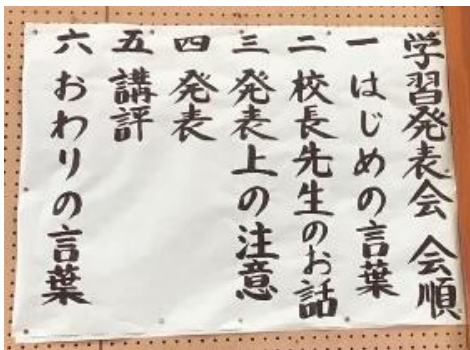 学習発表会 会順
一 はじめの言葉
二 校長先生のお話
三 発表上の注意
四 発表
五 講評
六 おわりの言葉